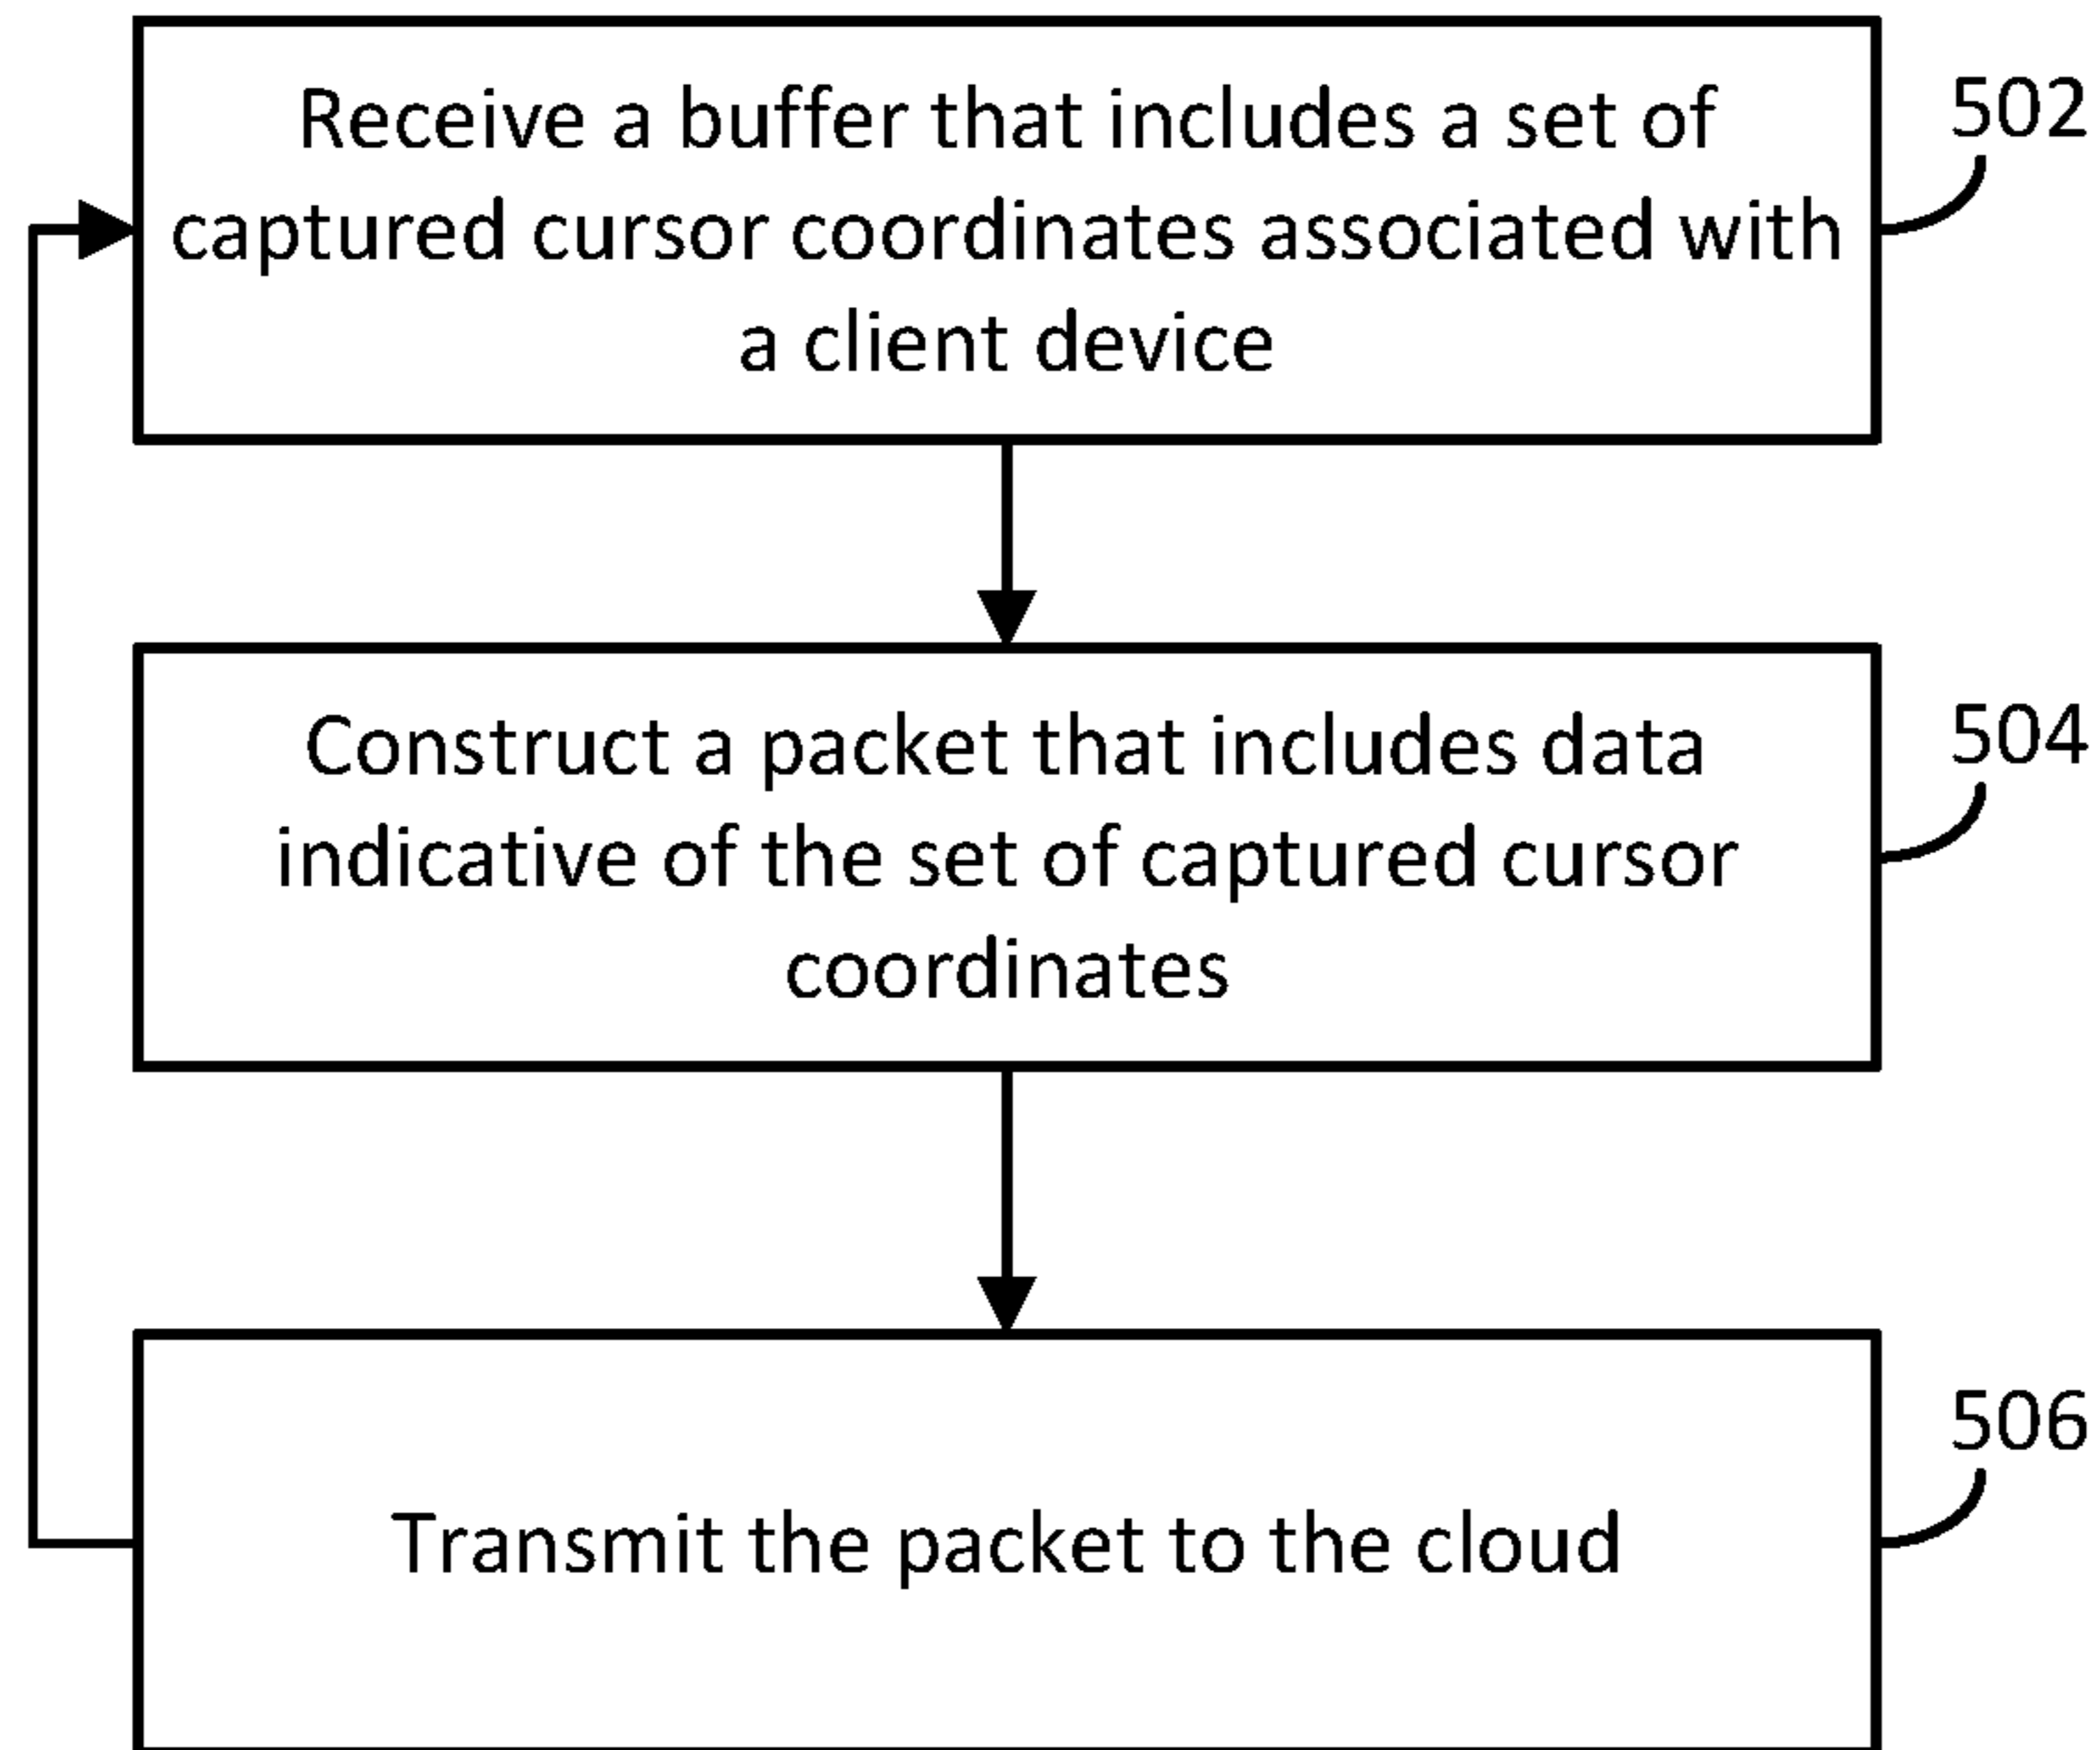 Receive a buffer that includes a set of
captured cursor coordinates associated with
a client device
502
Construct a packet that includes data
indicative of the set of captured cursor
coordinates
504
Transmit the packet to the cloud
506